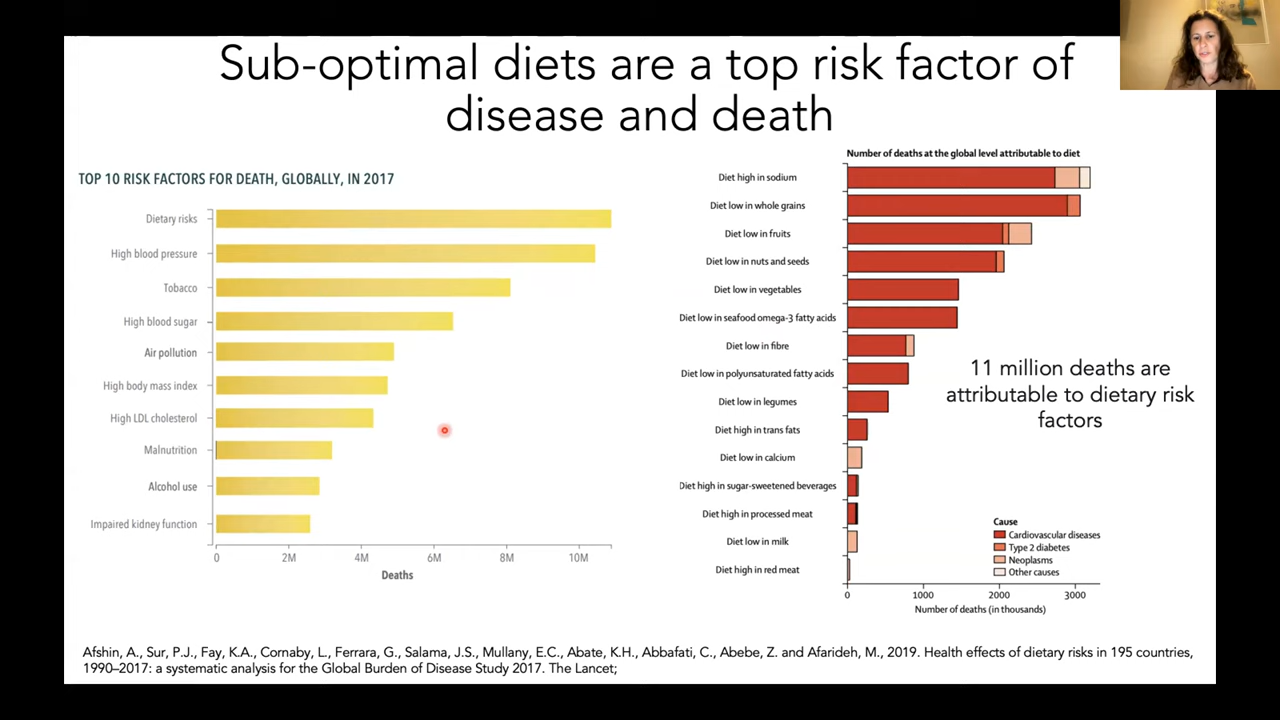 Sub-optimal diets are a top risk factor of
disease and death
TOP 10 RISK FACTORS FOR DEATH, GLOBALLY, IN 2017
Dietary risks
High blood pressure
Tobacco
High blood sugar
Air pollution
High body mass index
High LDL cholesterol
Malnutrition
Alcohol use
Impaired kidney function
0 2M 4M 6M 8M 10M
Deaths
Number of deaths at the global level attributable to diet
Diet high in sodium
Diet low in whole grains
Diet low in fruits
Diet low in nuts and seeds
Diet low in vegetables
Diet low in seafood omega-3 fatty acids
Diet low in fibre
Diet low in polyunsaturated fatty acids
Diet low in legumes
Diet high in trans fats
Diet low in calcium
Diet high in sugar-sweetened beverages
Diet high in processed meat
Diet low in milk
Diet high in red meat
11 million deaths are
attributable to dietary risk
factors
Cause
Cardiovascular diseases
Type 2 diabetes
Neoplasms
Other causes
0 1000 2000 3000
Number of deaths (in thousands)
Afshin, A., Sur, P.J., Fay, K.A., Cornaby, L., Ferrara, G., Salama, J.S., Mullany, E.C., Abate, K.H., Abbafati, C., Abebe, Z. and Afarideh, M., 2019. Health effects of dietary risks in 195 countries,
1990–2017: a systematic analysis for the Global Burden of Disease Study 2017. The Lancet;